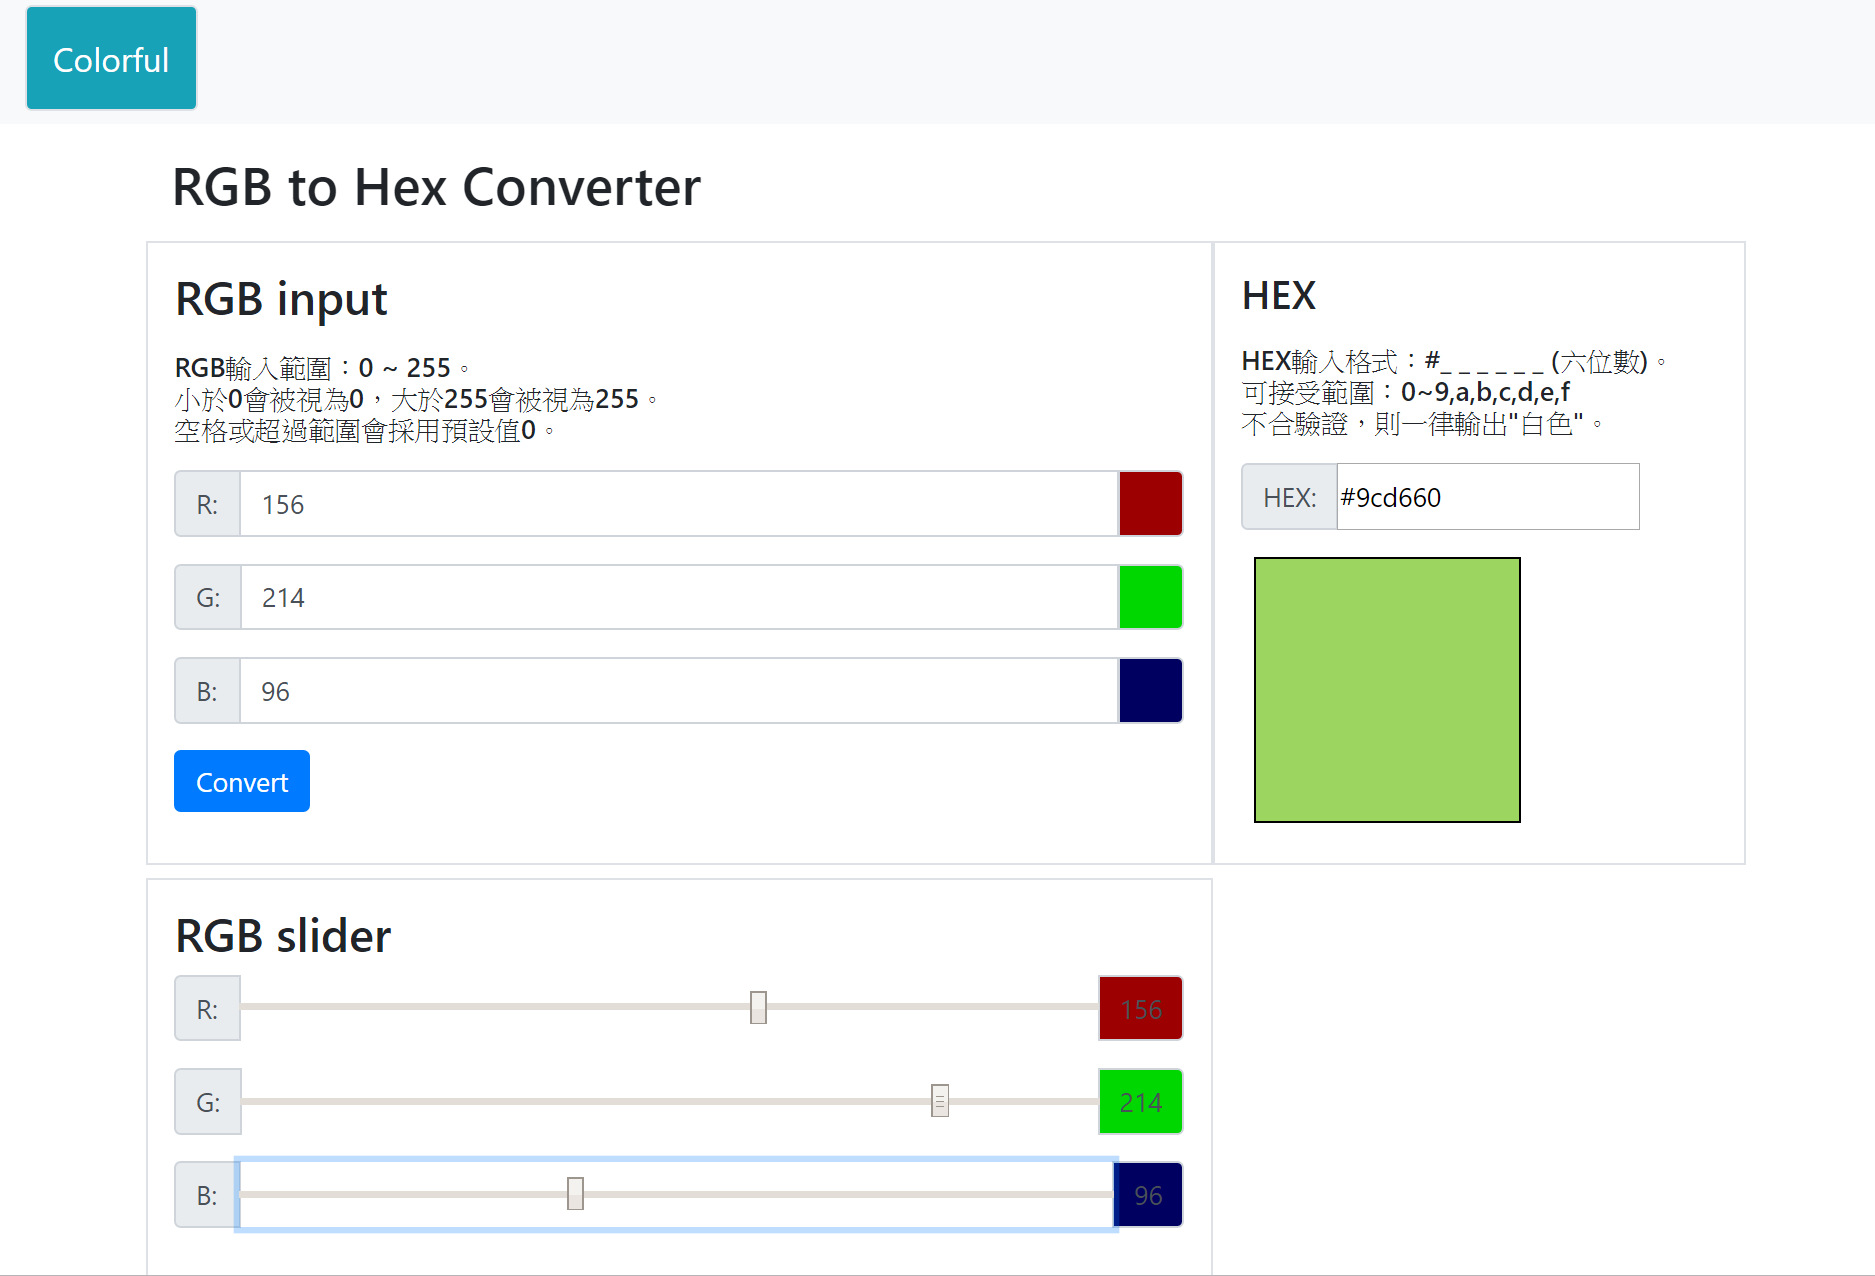 Colorful
RGB to Hex Converter
RGB input
RGB輸入範圍：0 ~ 255。
小於0會被視為0，大於255會被視為255。
空格或超過範圍會採用預設值0。
R: 156
G: 214
B: 96
Convert
HEX
HEX輸入格式：#_ _ _ _ _ _ (六位數)。
可接受範圍：0~9,a,b,c,d,e,f
不合驗證，則一律輸出"白色"。
HEX: #9cd660
RGB slider
R: 156
G: 214
B: 96